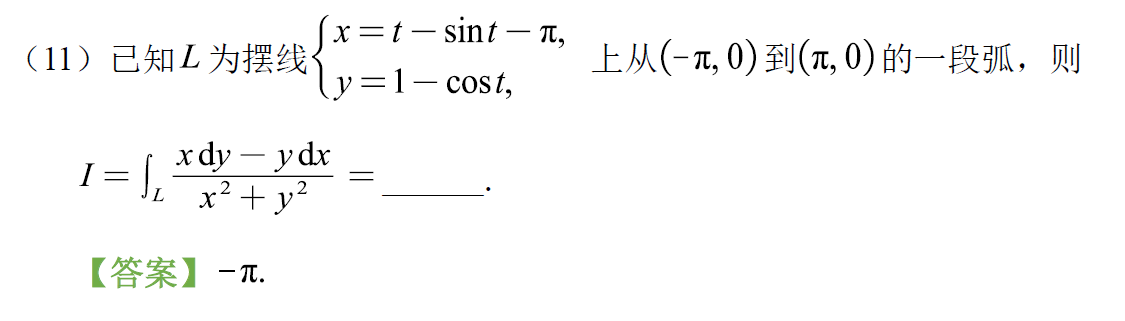 (11)已知 L 为摆线 { x = t − sin t − π, y = 1 − cos t, 上从(−π, 0)到(π, 0)的一段弧，则
I = ∫_L (x dy − y dx)/(x² + y²) = ______.
【答案】−π.